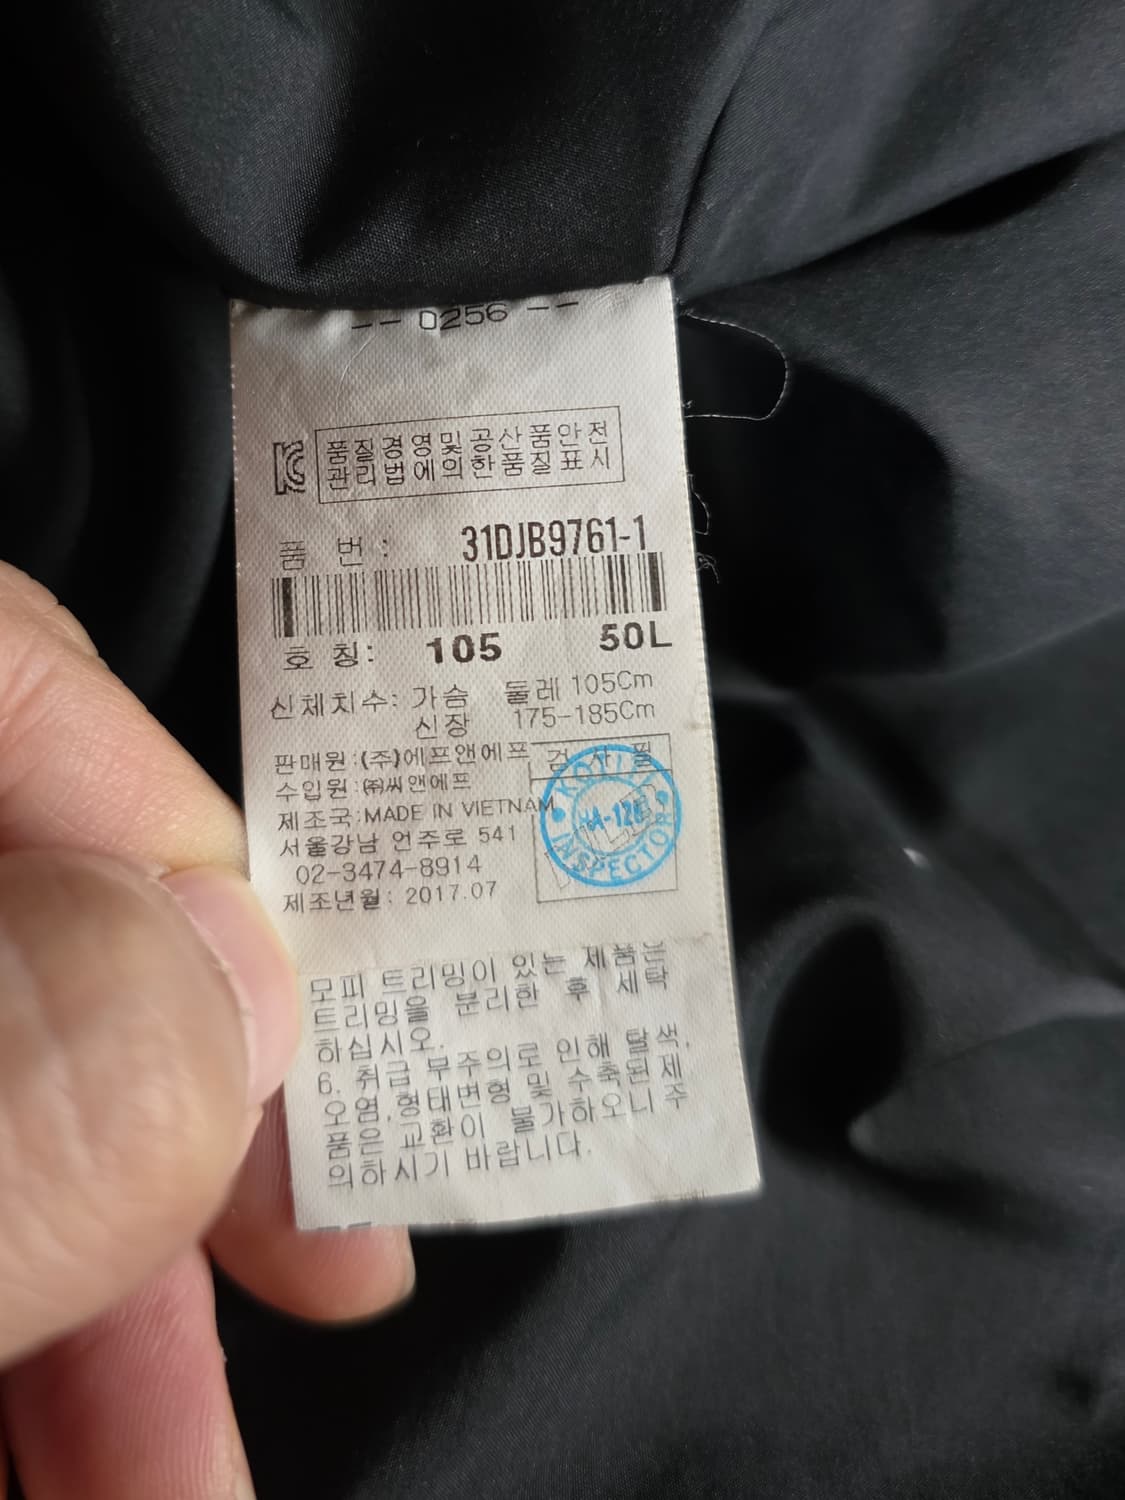 -- 0256 --
품질경영및공산품안전
관리법에의한품질표시
품 번 : 31DJB9761-1
호 칭: 105 50L
신체치수: 가슴 둘레 105Cm
신장 175-185Cm
판매원:(주)에프앤에프
검 사 필
수입원:㈜씨앤에프
제조국:MADE IN VIETNAM
서울강남 언주로 541
02-3474-8914
제조년월: 2017.07
INSPECTOR
모피 트리밍이 있는 제품은
트리밍을 분리한 후 세탁
하십시오.
6. 취급 부주의로 인해 탈색,
오염,형태변형 및 수축된 제
품은 교환이 불가하오니 주
의하시기 바랍니다.